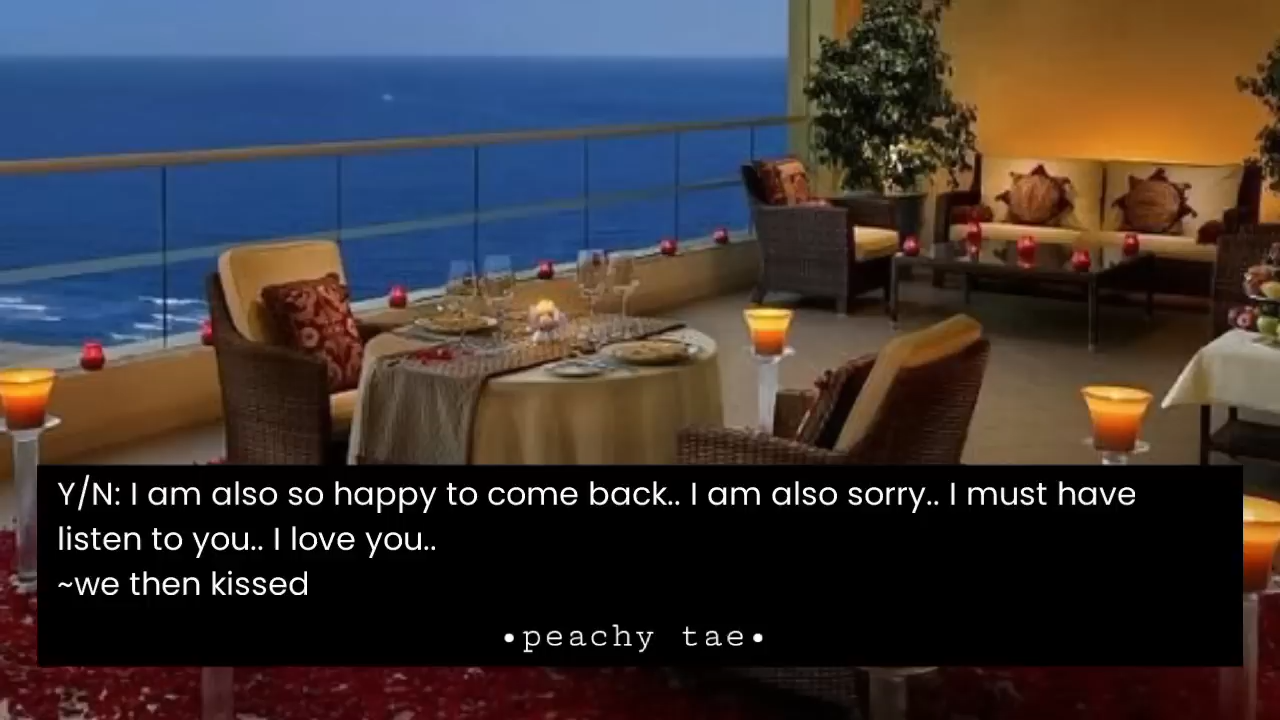 Y/N: I am also so happy to come back.. I am also sorry.. I must have
listen to you.. I love you..
~we then kissed
•peachy tae•